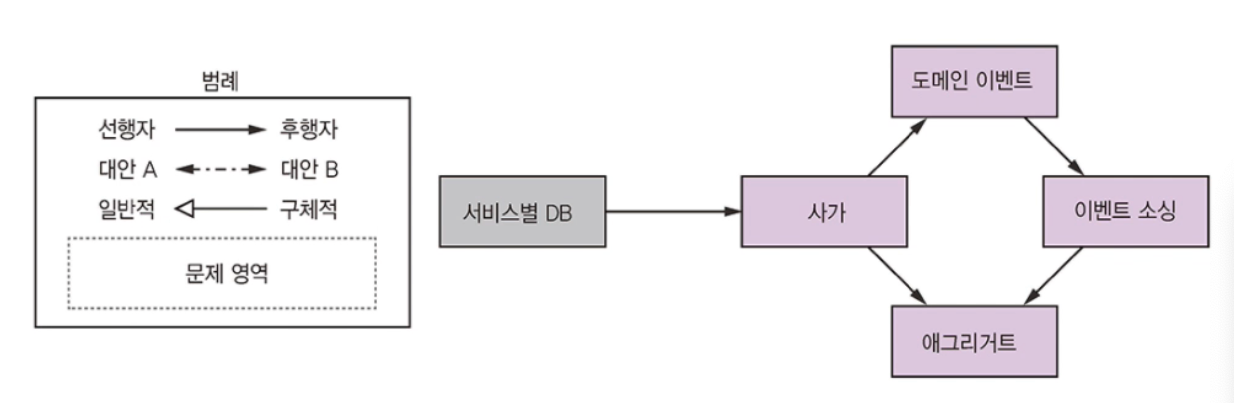 범례
선행자 후행자
대안 A 대안 B
일반적 구체적
문제 영역
서비스별 DB
사가
도메인 이벤트
이벤트 소싱
애그리거트